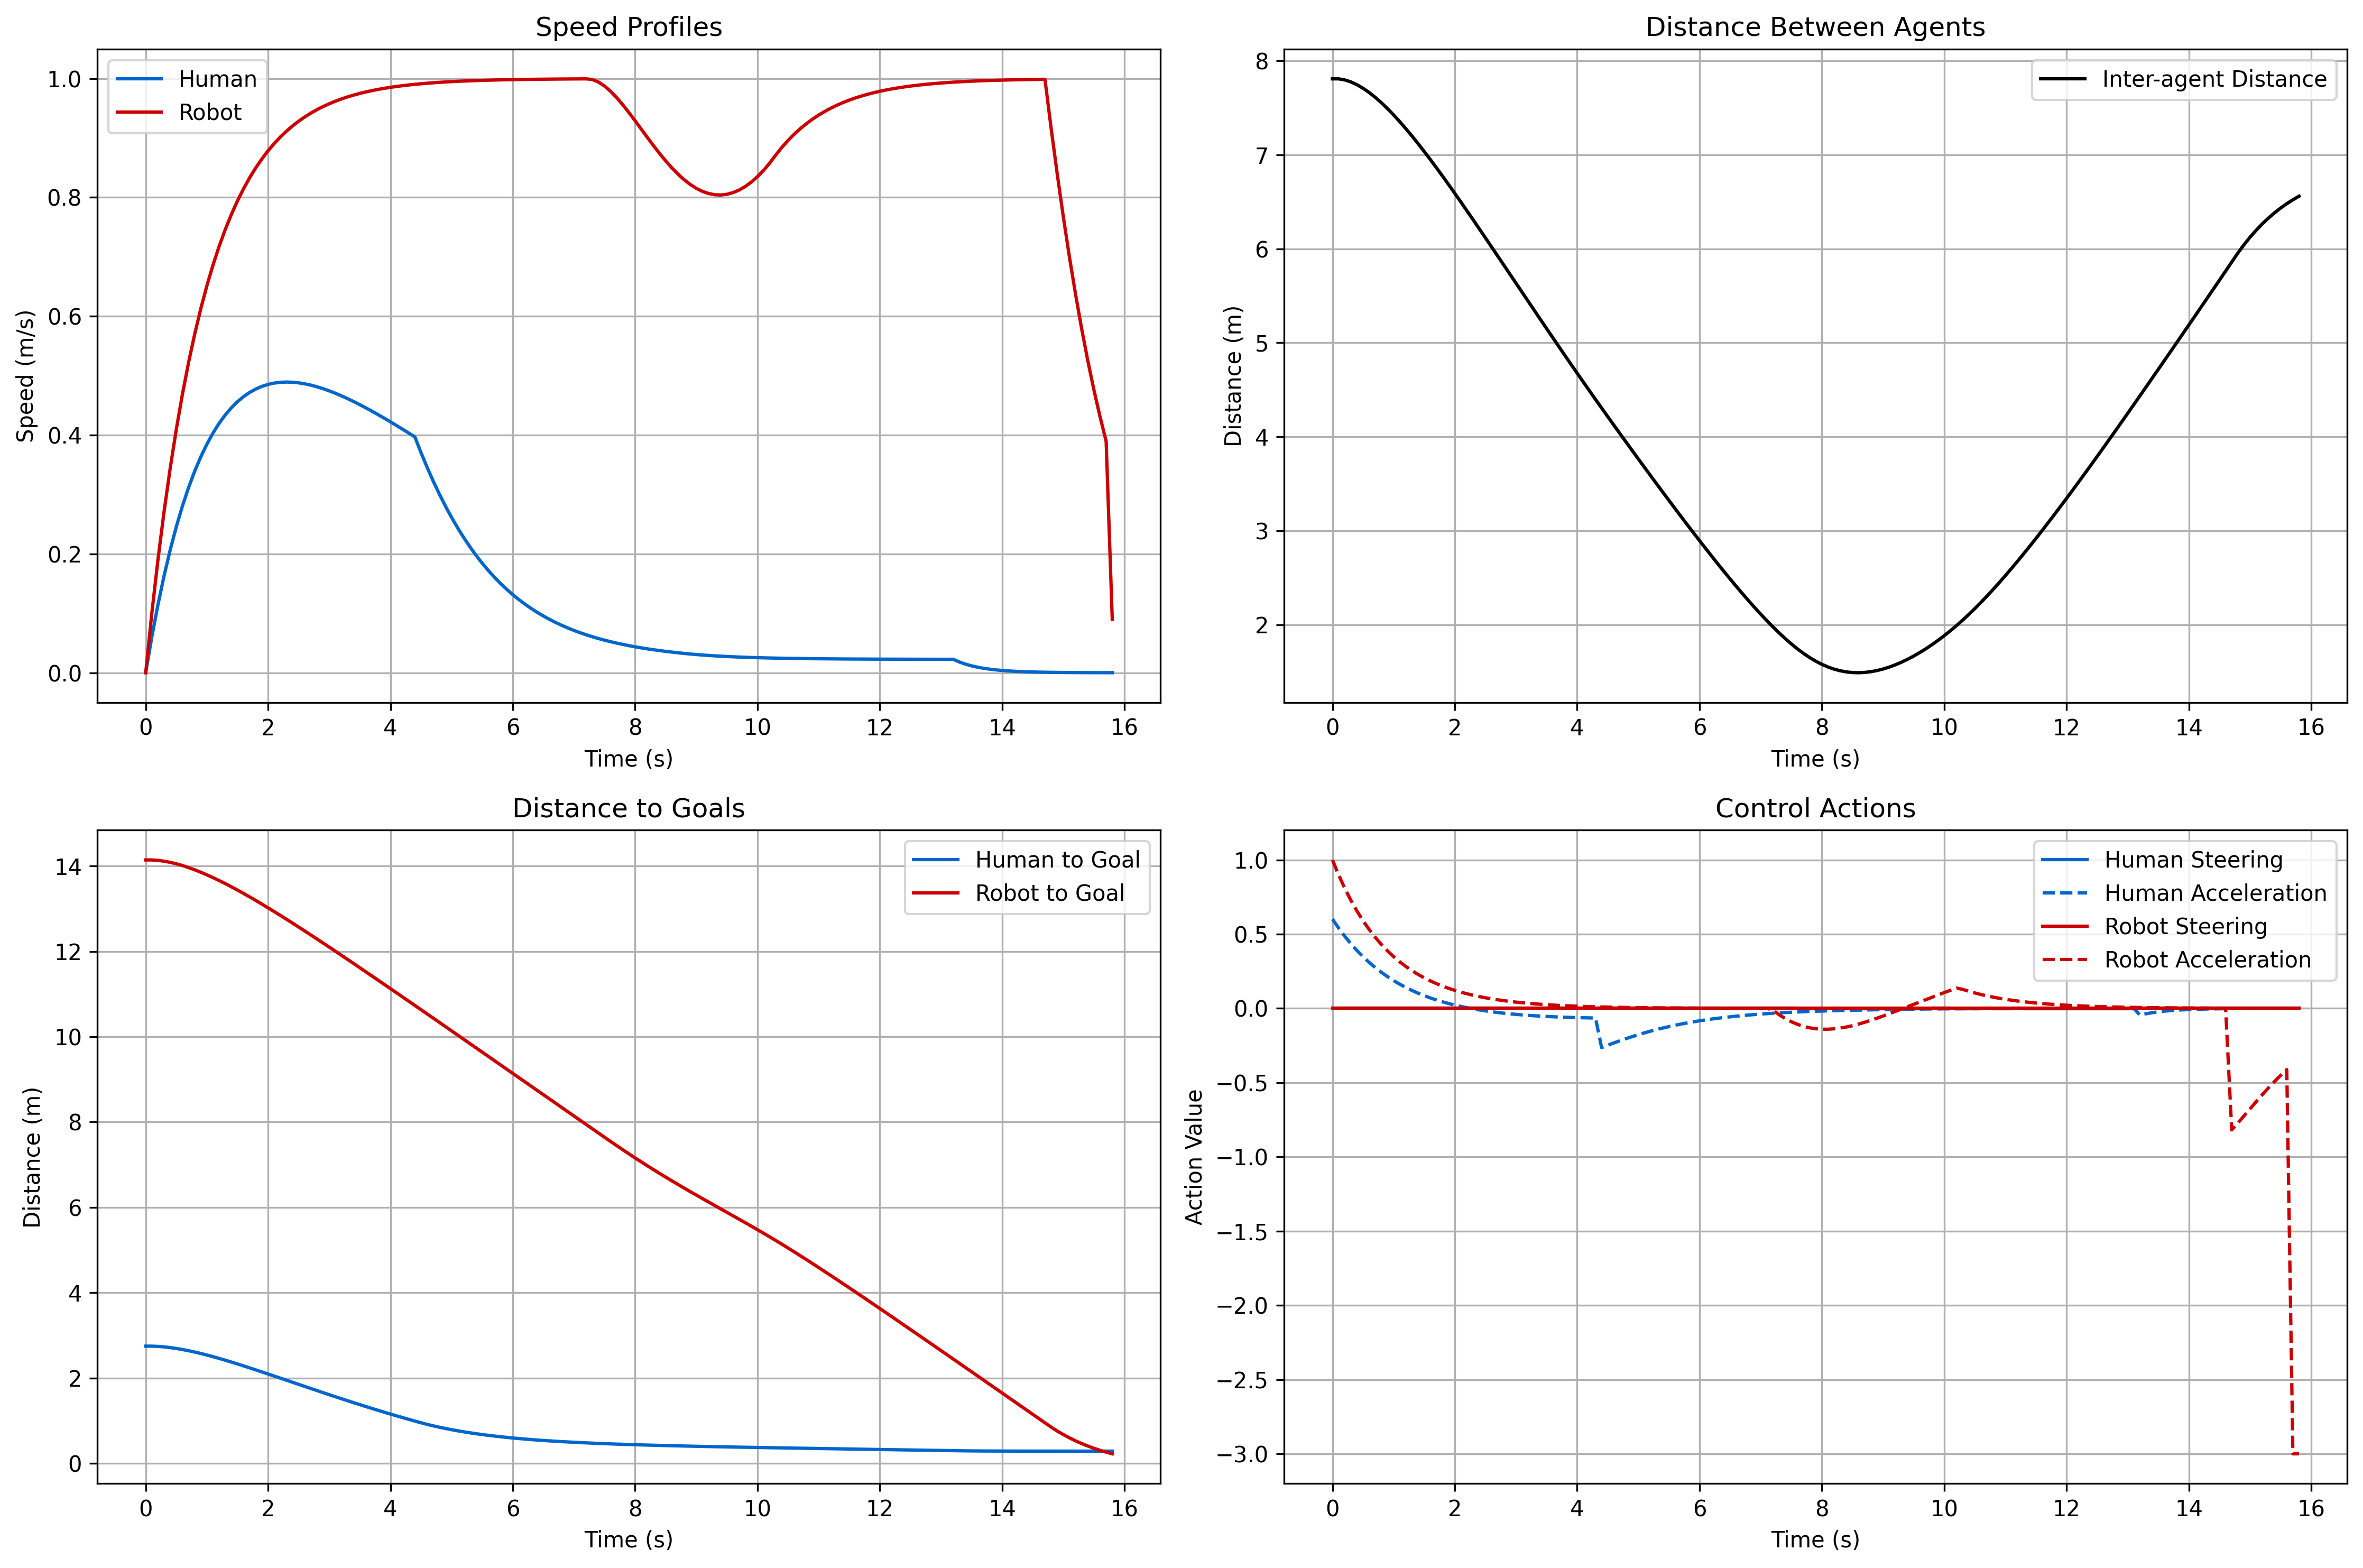 Speed Profiles
Human
Robot
Speed (m/s)
1.0
0.8
0.6
0.4
0.2
0.0
0 2 4 6 8 10 12 14 16
Time (s)
Distance Between Agents
Inter-agent Distance
Distance (m)
8
7
6
5
4
3
2
0 2 4 6 8 10 12 14 16
Time (s)
Distance to Goals
Human to Goal
Robot to Goal
Distance (m)
14
12
10
8
6
4
2
0
0 2 4 6 8 10 12 14 16
Time (s)
Control Actions
Human Steering
Human Acceleration
Robot Steering
Robot Acceleration
Action Value
1.0
0.5
0.0
−0.5
−1.0
−1.5
−2.0
−2.5
−3.0
0 2 4 6 8 10 12 14 16
Time (s)